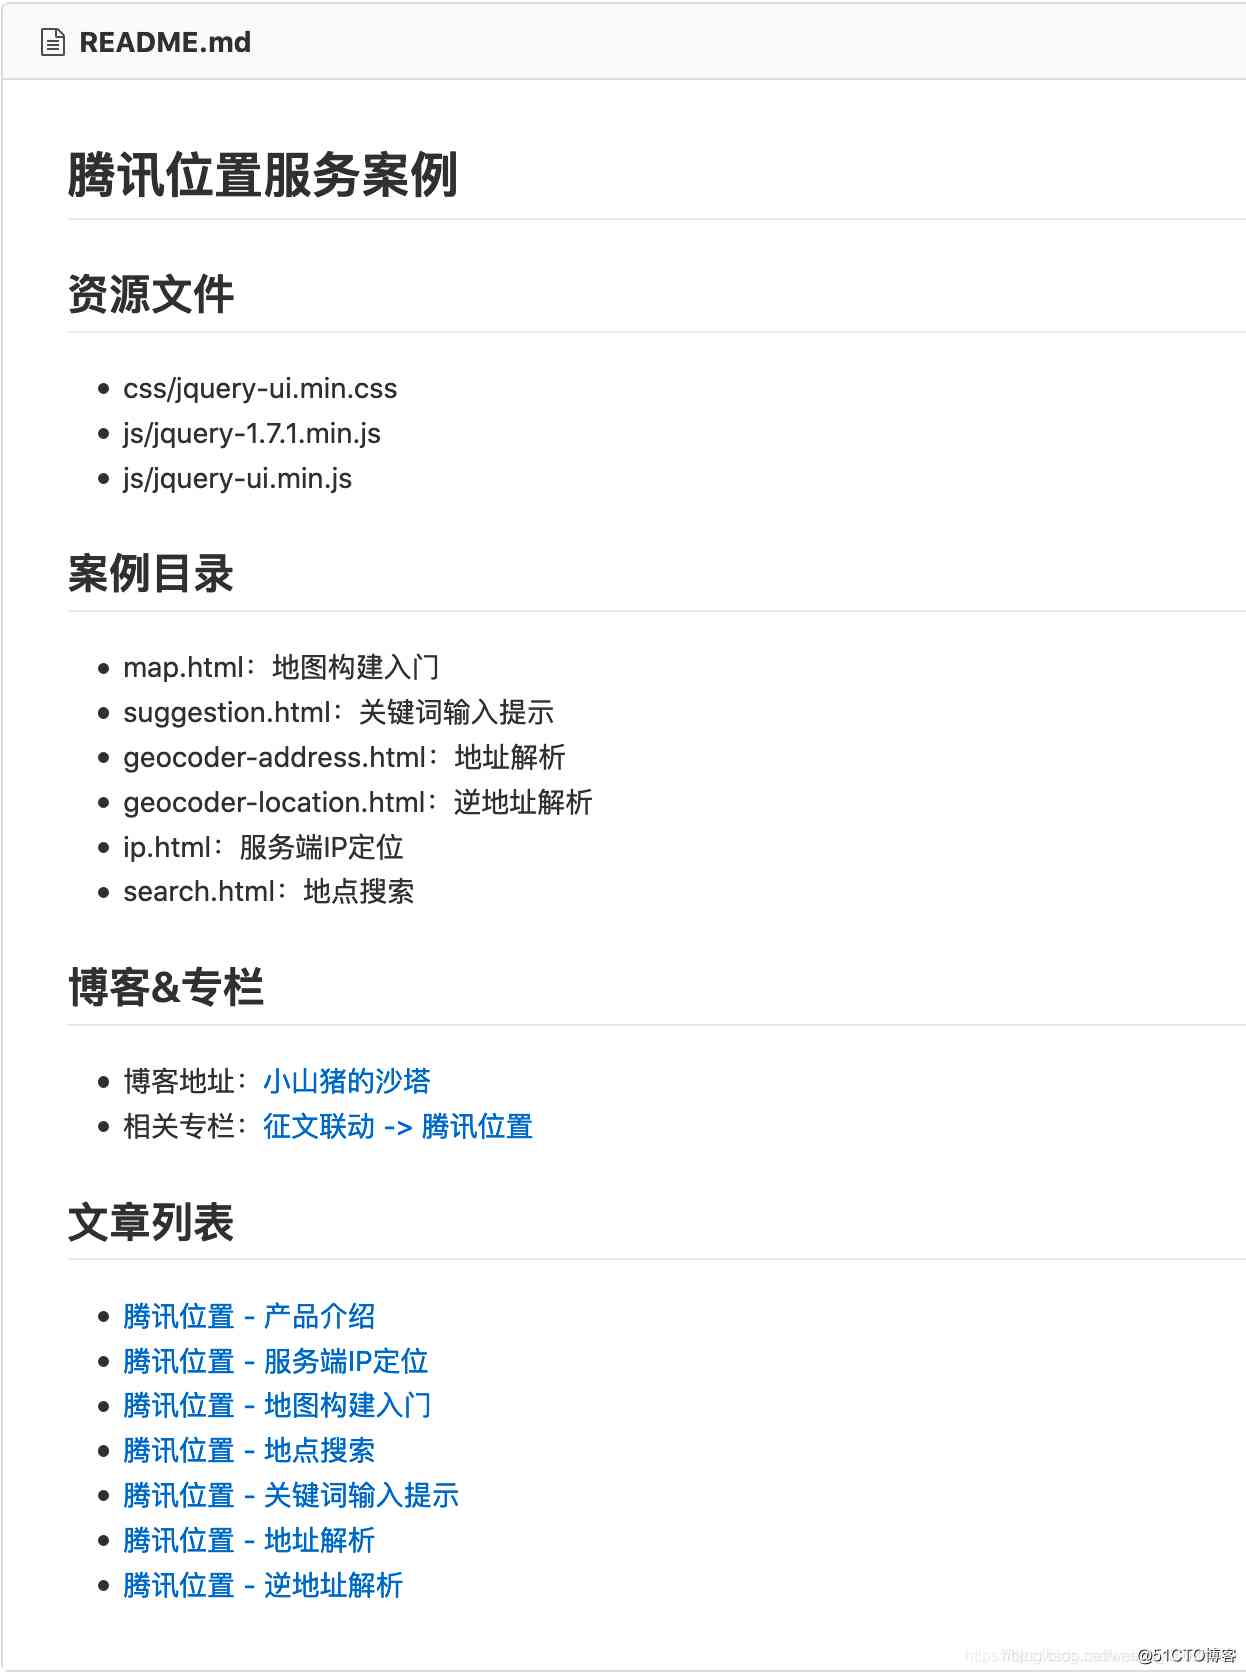 README.md
腾讯位置服务案例
资源文件
css/jquery-ui.min.css
js/jquery-1.7.1.min.js
js/jquery-ui.min.js
案例目录
map.html：地图构建入门
suggestion.html：关键词输入提示
geocoder-address.html：地址解析
geocoder-location.html：逆地址解析
ip.html：服务端IP定位
search.html：地点搜索
博客&专栏
博客地址：小山猪的沙塔
相关专栏：征文联动 -> 腾讯位置
文章列表
腾讯位置 - 产品介绍
腾讯位置 - 服务端IP定位
腾讯位置 - 地图构建入门
腾讯位置 - 地点搜索
腾讯位置 - 关键词输入提示
腾讯位置 - 地址解析
腾讯位置 - 逆地址解析
@51CTO博客